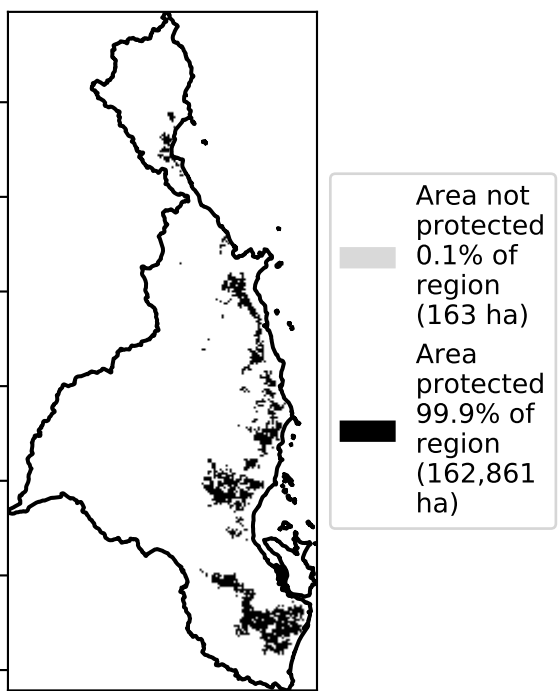 Area not
protected
0.1% of
region
(163 ha)
Area
protected
99.9% of
region
(162,861
ha)